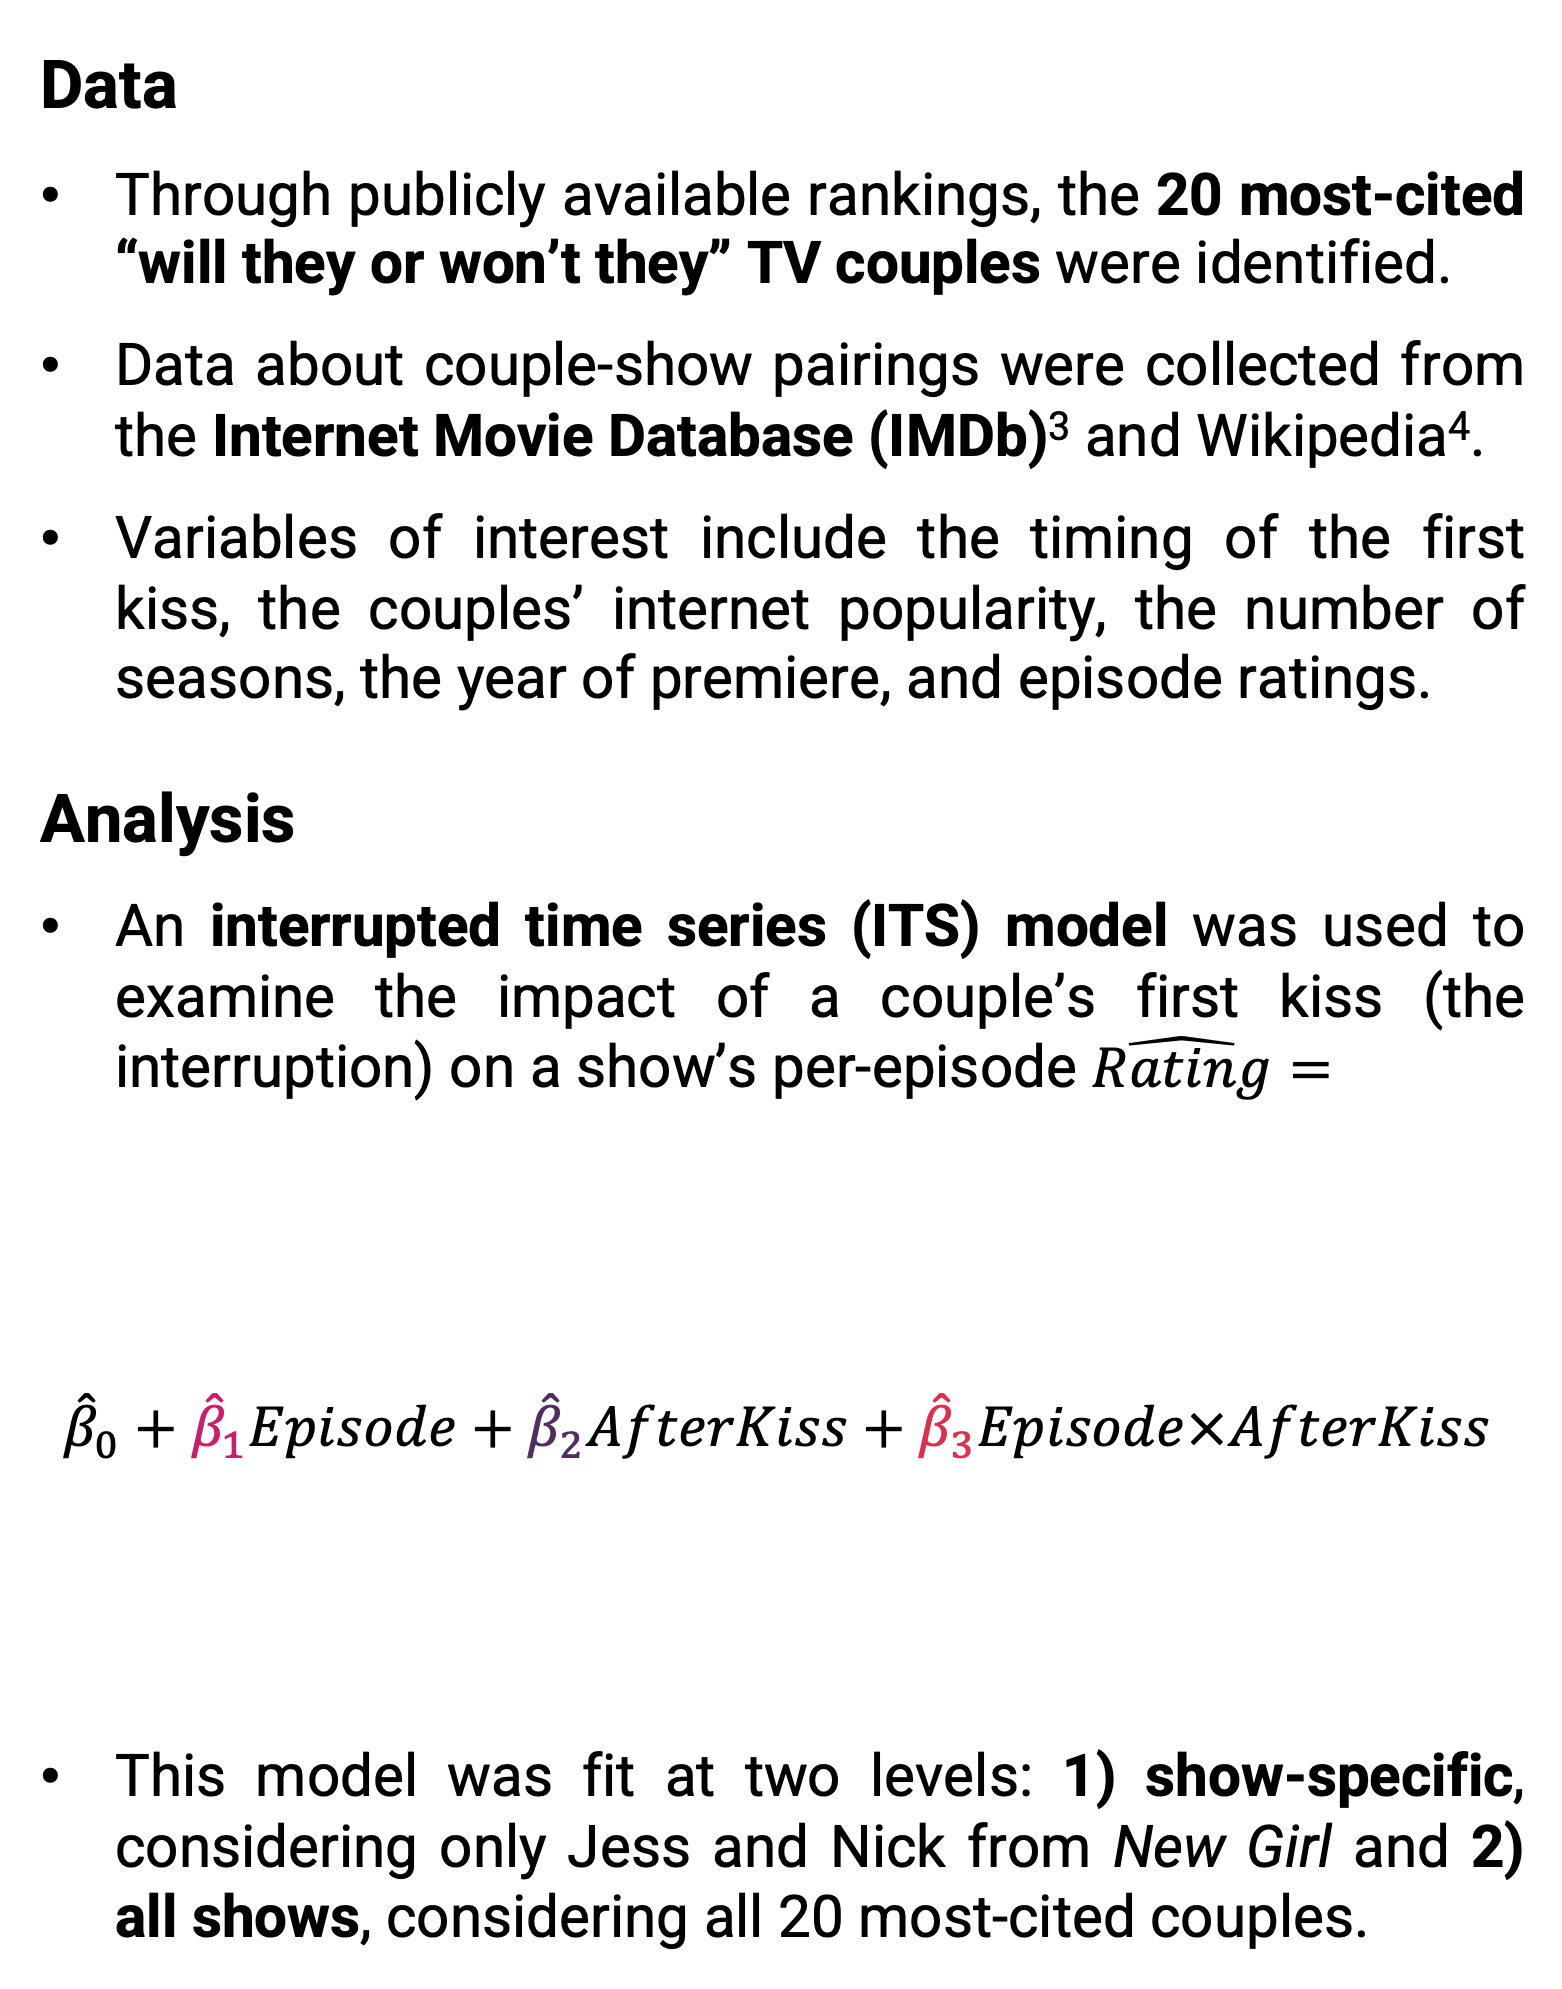 Data
• Through publicly available rankings, the 20 most-cited
“will they or won’t they” TV couples were identified.
• Data about couple-show pairings were collected from
the Internet Movie Database (IMDb)³ and Wikipedia⁴.
• Variables of interest include the timing of the first
kiss, the couples’ internet popularity, the number of
seasons, the year of premiere, and episode ratings.
Analysis
• An interrupted time series (ITS) model was used to
examine the impact of a couple’s first kiss (the
interruption) on a show’s per-episode \widehat{Rating} =
β̂₀ + β̂₁Episode + β̂₂AfterKiss + β̂₃Episode×AfterKiss
• This model was fit at two levels: 1) show-specific,
considering only Jess and Nick from New Girl and 2)
all shows, considering all 20 most-cited couples.